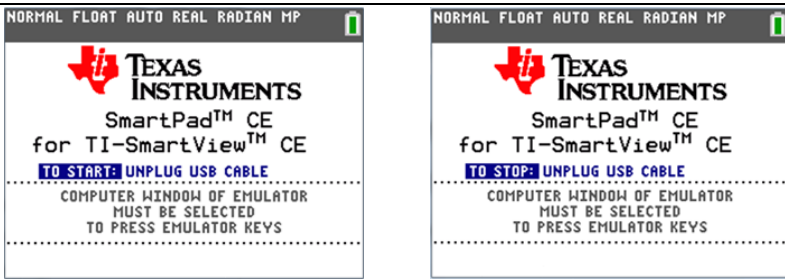 NORMAL FLOAT AUTO REAL RADIAN MP
TEXAS
INSTRUMENTS
SmartPad™ CE
for TI-SmartView™ CE
TO START: UNPLUG USB CABLE
COMPUTER WINDOW OF EMULATOR
MUST BE SELECTED
TO PRESS EMULATOR KEYS
NORMAL FLOAT AUTO REAL RADIAN MP
TEXAS
INSTRUMENTS
SmartPad™ CE
for TI-SmartView™ CE
TO STOP: UNPLUG USB CABLE
COMPUTER WINDOW OF EMULATOR
MUST BE SELECTED
TO PRESS EMULATOR KEYS